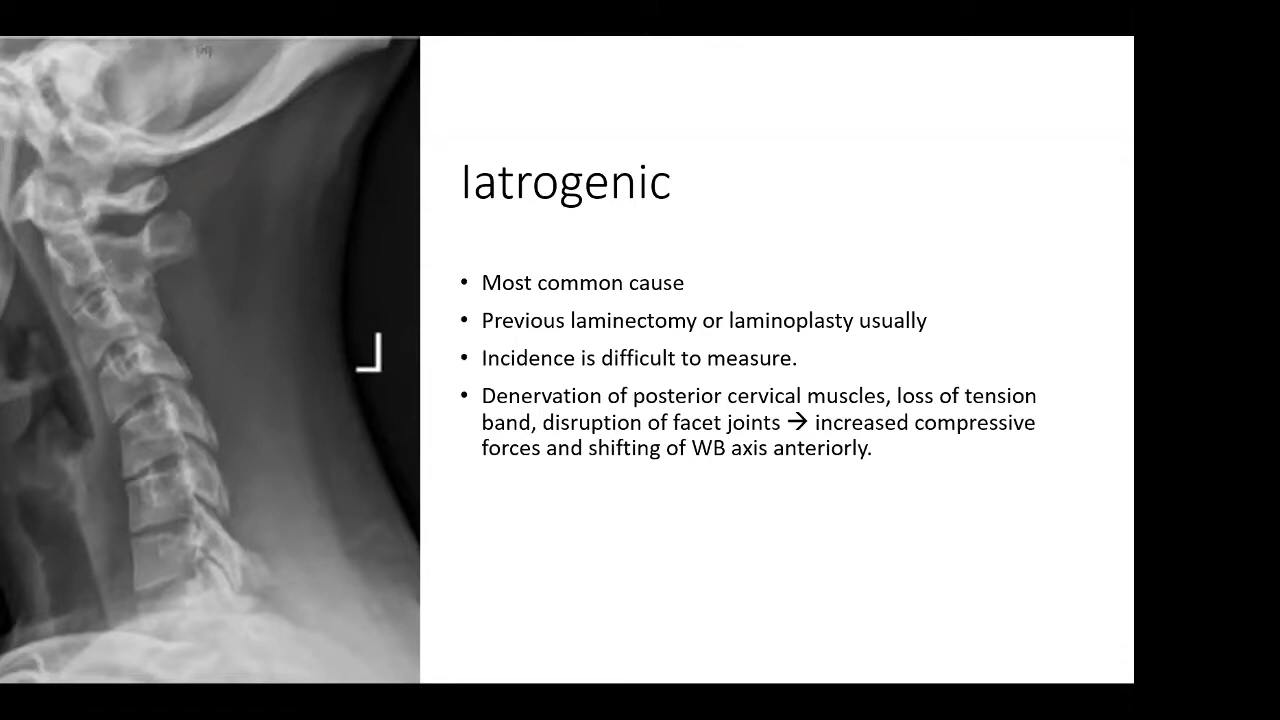 Iatrogenic
• Most common cause
• Previous laminectomy or laminoplasty usually
• Incidence is difficult to measure.
• Denervation of posterior cervical muscles, loss of tension
band, disruption of facet joints → increased compressive
forces and shifting of WB axis anteriorly.